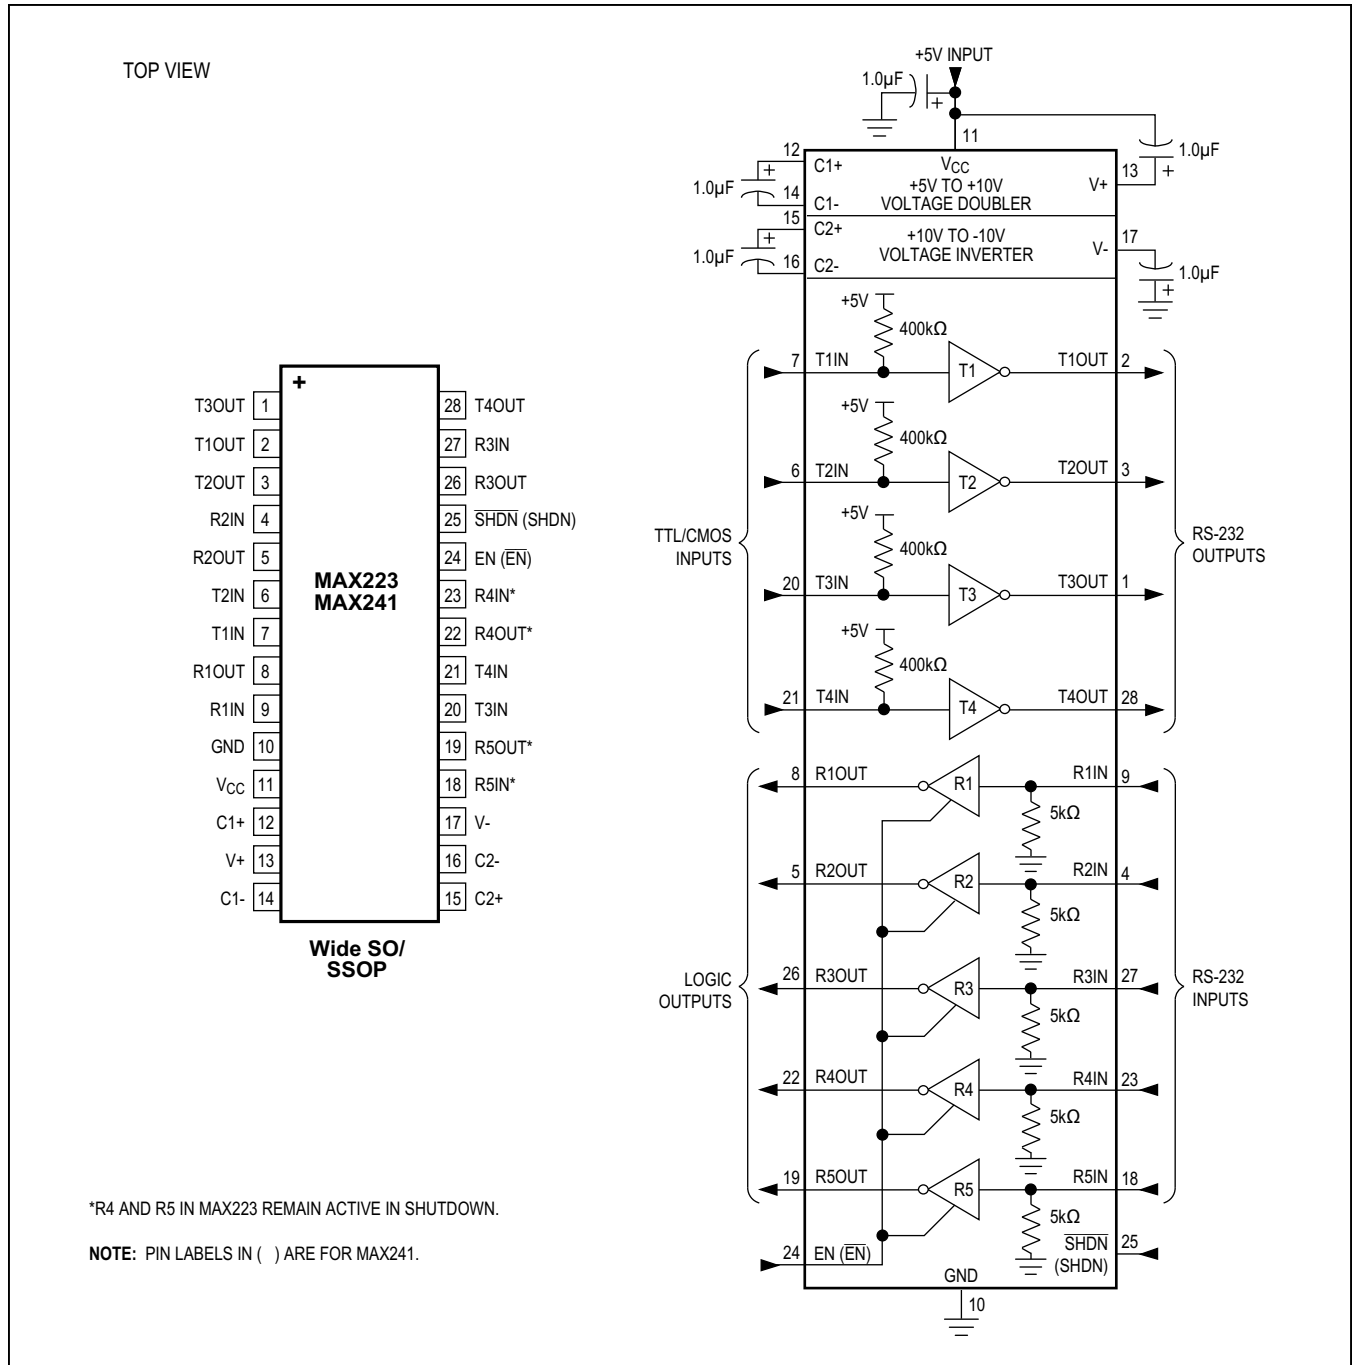 TOP VIEW
+
T3OUT 1
T1OUT 2
T2OUT 3
R2IN 4
R2OUT 5
T2IN 6
T1IN 7
R1OUT 8
R1IN 9
GND 10
VCC 11
C1+ 12
V+ 13
C1- 14
MAX223
MAX241
28 T4OUT
27 R3IN
26 R3OUT
25 S̅H̅D̅N̅ (SHDN)
24 EN (E̅N̅)
23 R4IN*
22 R4OUT*
21 T4IN
20 T3IN
19 R5OUT*
18 R5IN*
17 V-
16 C2-
15 C2+
Wide SO/
SSOP
*R4 AND R5 IN MAX223 REMAIN ACTIVE IN SHUTDOWN.
NOTE: PIN LABELS IN ( ) ARE FOR MAX241.
+5V INPUT
1.0µF
+
11
1.0µF
+
12 C1+
VCC
+5V TO +10V
VOLTAGE DOUBLER
V+ 13
1.0µF
+
14 C1-
15 C2+
+10V TO -10V
VOLTAGE INVERTER
V- 17
1.0µF
+
16 C2-
1.0µF
+
TTL/CMOS
INPUTS
+5V
400kΩ
7 T1IN T1 T1OUT 2
+5V
400kΩ
6 T2IN T2 T2OUT 3
+5V
400kΩ
20 T3IN T3 T3OUT 1
+5V
400kΩ
21 T4IN T4 T4OUT 28
RS-232
OUTPUTS
LOGIC
OUTPUTS
8 R1OUT R1 R1IN 9
5kΩ
5 R2OUT R2 R2IN 4
5kΩ
26 R3OUT R3 R3IN 27
5kΩ
22 R4OUT R4 R4IN 23
5kΩ
19 R5OUT R5 R5IN 18
5kΩ
RS-232
INPUTS
24 EN (E̅N̅)
S̅H̅D̅N̅ 25
(SHDN)
GND
10